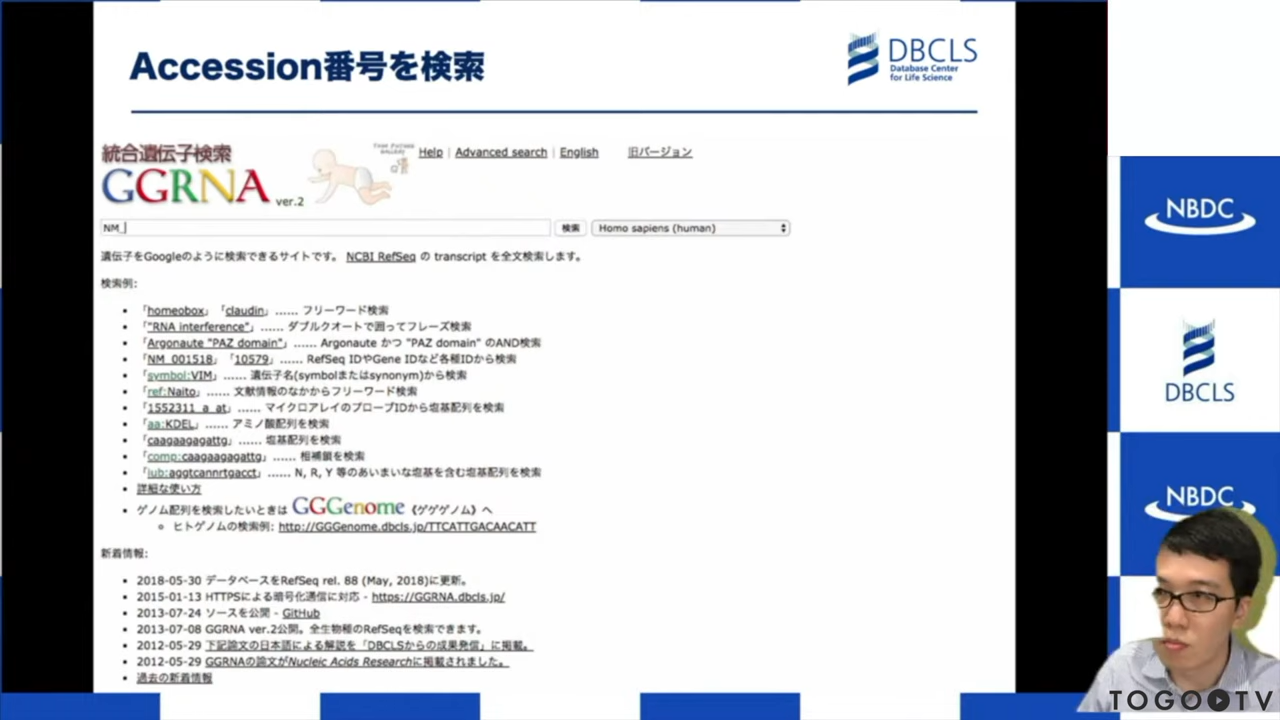 Accession番号を検索
DBCLS
Database Center
for Life Science
統合遺伝子検索
GGRNA ver.2
Help | Advanced search | English 旧バージョン
NM_
検索
Homo sapiens (human)
遺伝子をGoogleのように検索できるサイトです。 NCBI RefSeq の transcript を全文検索します。
検索例:
「homeobox」「claudin」...... フリーワード検索
「"RNA interference"」...... ダブルクオートで囲ってフレーズ検索
「Argonaute "PAZ domain"」...... Argonaute かつ "PAZ domain" のAND検索
「NM_001518」「10579」...... RefSeq IDやGene IDなど各種IDから検索
「symbol:VIM」...... 遺伝子名(symbolまたはsynonym)から検索
「ref:Naito」...... 文献情報のなかからフリーワード検索
「1552311_a_at」...... マイクロアレイのプローブIDから塩基配列を検索
「aa:KDEL」...... アミノ酸配列を検索
「caagaagagattg」...... 塩基配列を検索
「comp:caagaagagattg」...... 相補鎖を検索
「iub:aggtcannrtgacct」...... N, R, Y 等のあいまいな塩基を含む塩基配列を検索
詳細な使い方
ゲノム配列を検索したいときは GGGenome《ゲゲゲノム》へ
ヒトゲノムの検索例: http://GGGenome.dbcls.jp/TTCATTGACAACATT
新着情報:
2018-05-30 データベースをRefSeq rel. 88 (May, 2018)に更新。
2015-01-13 HTTPSによる暗号化通信に対応 - https://GGRNA.dbcls.jp/
2013-07-24 ソースを公開 - GitHub
2013-07-08 GGRNA ver.2公開。全生物種のRefSeqを検索できます。
2012-05-29 下記論文の日本語による解説を「DBCLSからの成果発信」に掲載。
2012-05-29 GGRNAの論文がNucleic Acids Researchに掲載されました。
過去の新着情報
NBDC
DBCLS
NBDC
TOGOTV